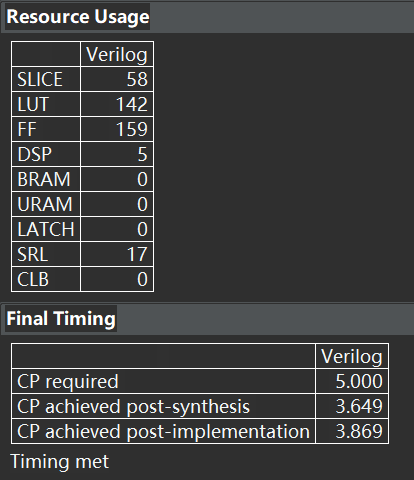 Resource Usage
Verilog
SLICE 58
LUT 142
FF 159
DSP 5
BRAM 0
URAM 0
LATCH 0
SRL 17
CLB 0
Final Timing
Verilog
CP required 5.000
CP achieved post-synthesis 3.649
CP achieved post-implementation 3.869
Timing met